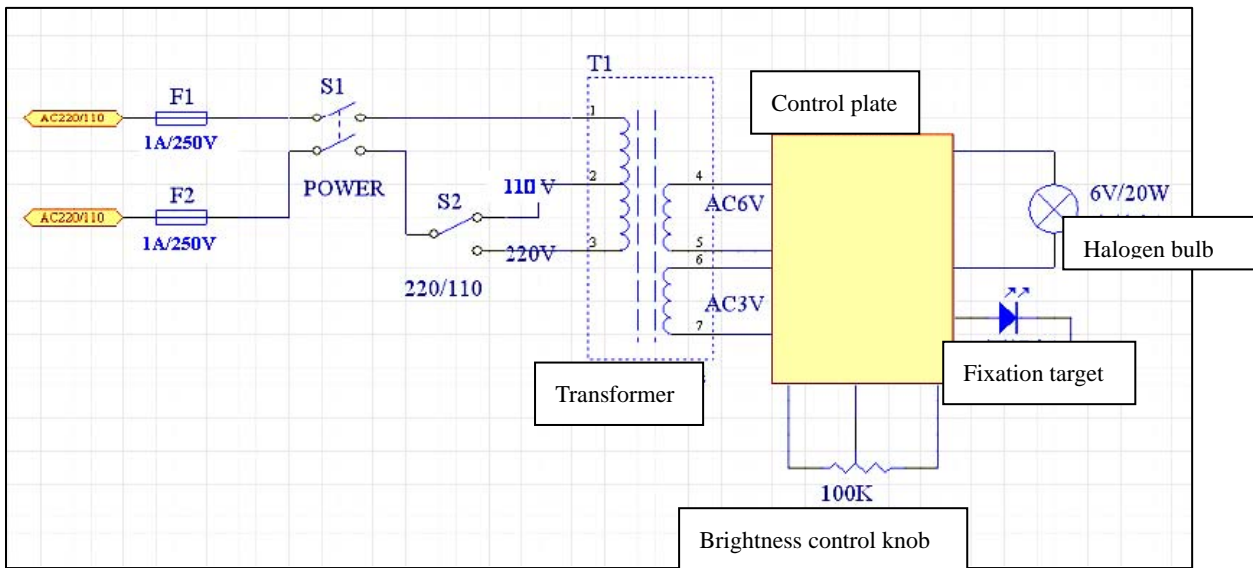 T1
Control plate
F1
S1
AC220/110
1
1A/250V
POWER
110 V
2
4
AC6V
6V/20W
F2
S2
AC220/110
1A/250V
3
5
220V
Halogen bulb
220/110
6
AC3V
7
Transformer
Fixation target
100K
Brightness control knob